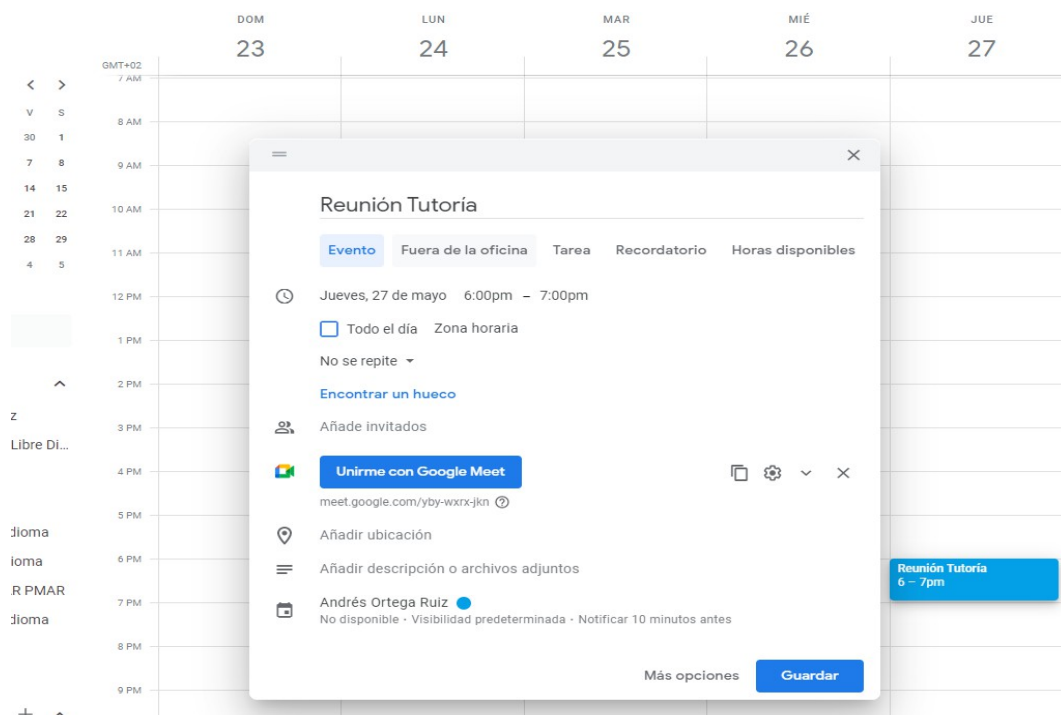 DOM LUN MAR MIÉ JUE
23 24 25 26 27
GMT+02
7 AM
V S
8 AM
30 1
7 8
9 AM
14 15
21 22
10 AM
28 29
11 AM
4 5
12 PM
1 PM
2 PM
z
3 PM
Libre Di...
4 PM
5 PM
dioma
6 PM
ioma
R PMAR
7 PM
dioma
8 PM
9 PM
Reunión Tutoría
Evento Fuera de la oficina Tarea Recordatorio Horas disponibles
Jueves, 27 de mayo 6:00pm – 7:00pm
Todo el día Zona horaria
No se repite
Encontrar un hueco
Añade invitados
Unirme con Google Meet
meet.google.com/yby-wxrx-jkn
Añadir ubicación
Añadir descripción o archivos adjuntos
Andrés Ortega Ruiz
No disponible · Visibilidad predeterminada · Notificar 10 minutos antes
Más opciones Guardar
Reunión Tutoría
6 – 7pm